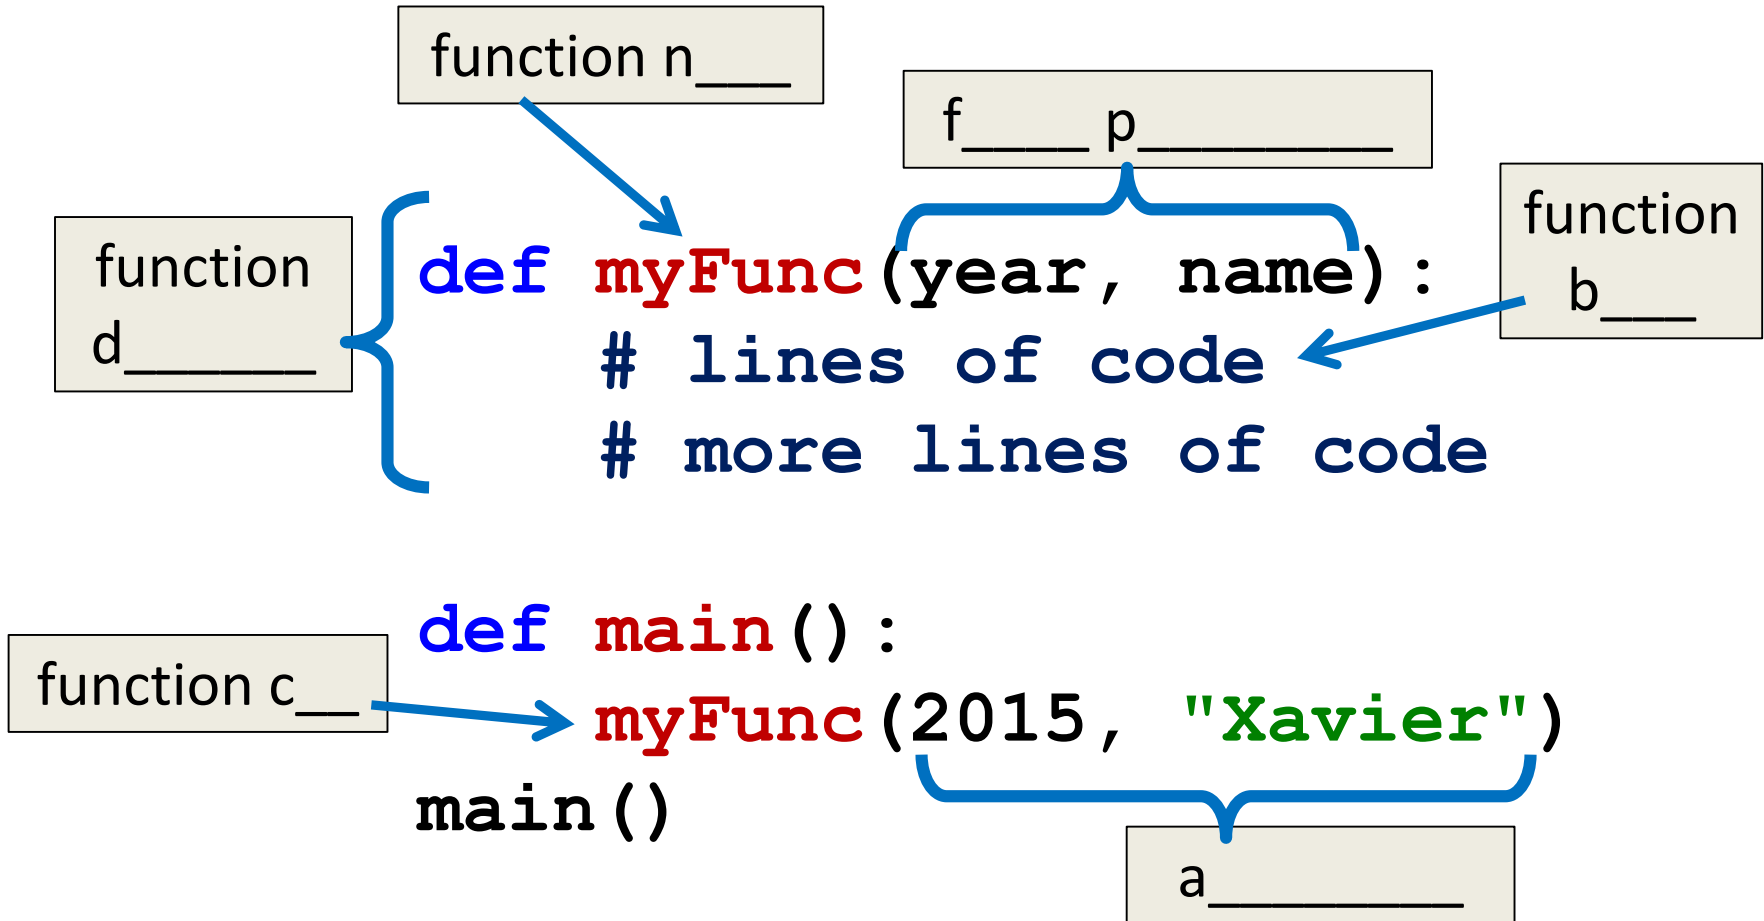 function n___
f____ p________
function
b___
function
d______
def myFunc(year, name):
# lines of code
# more lines of code
def main():
function c__
myFunc(2015, "Xavier")
main()
a________